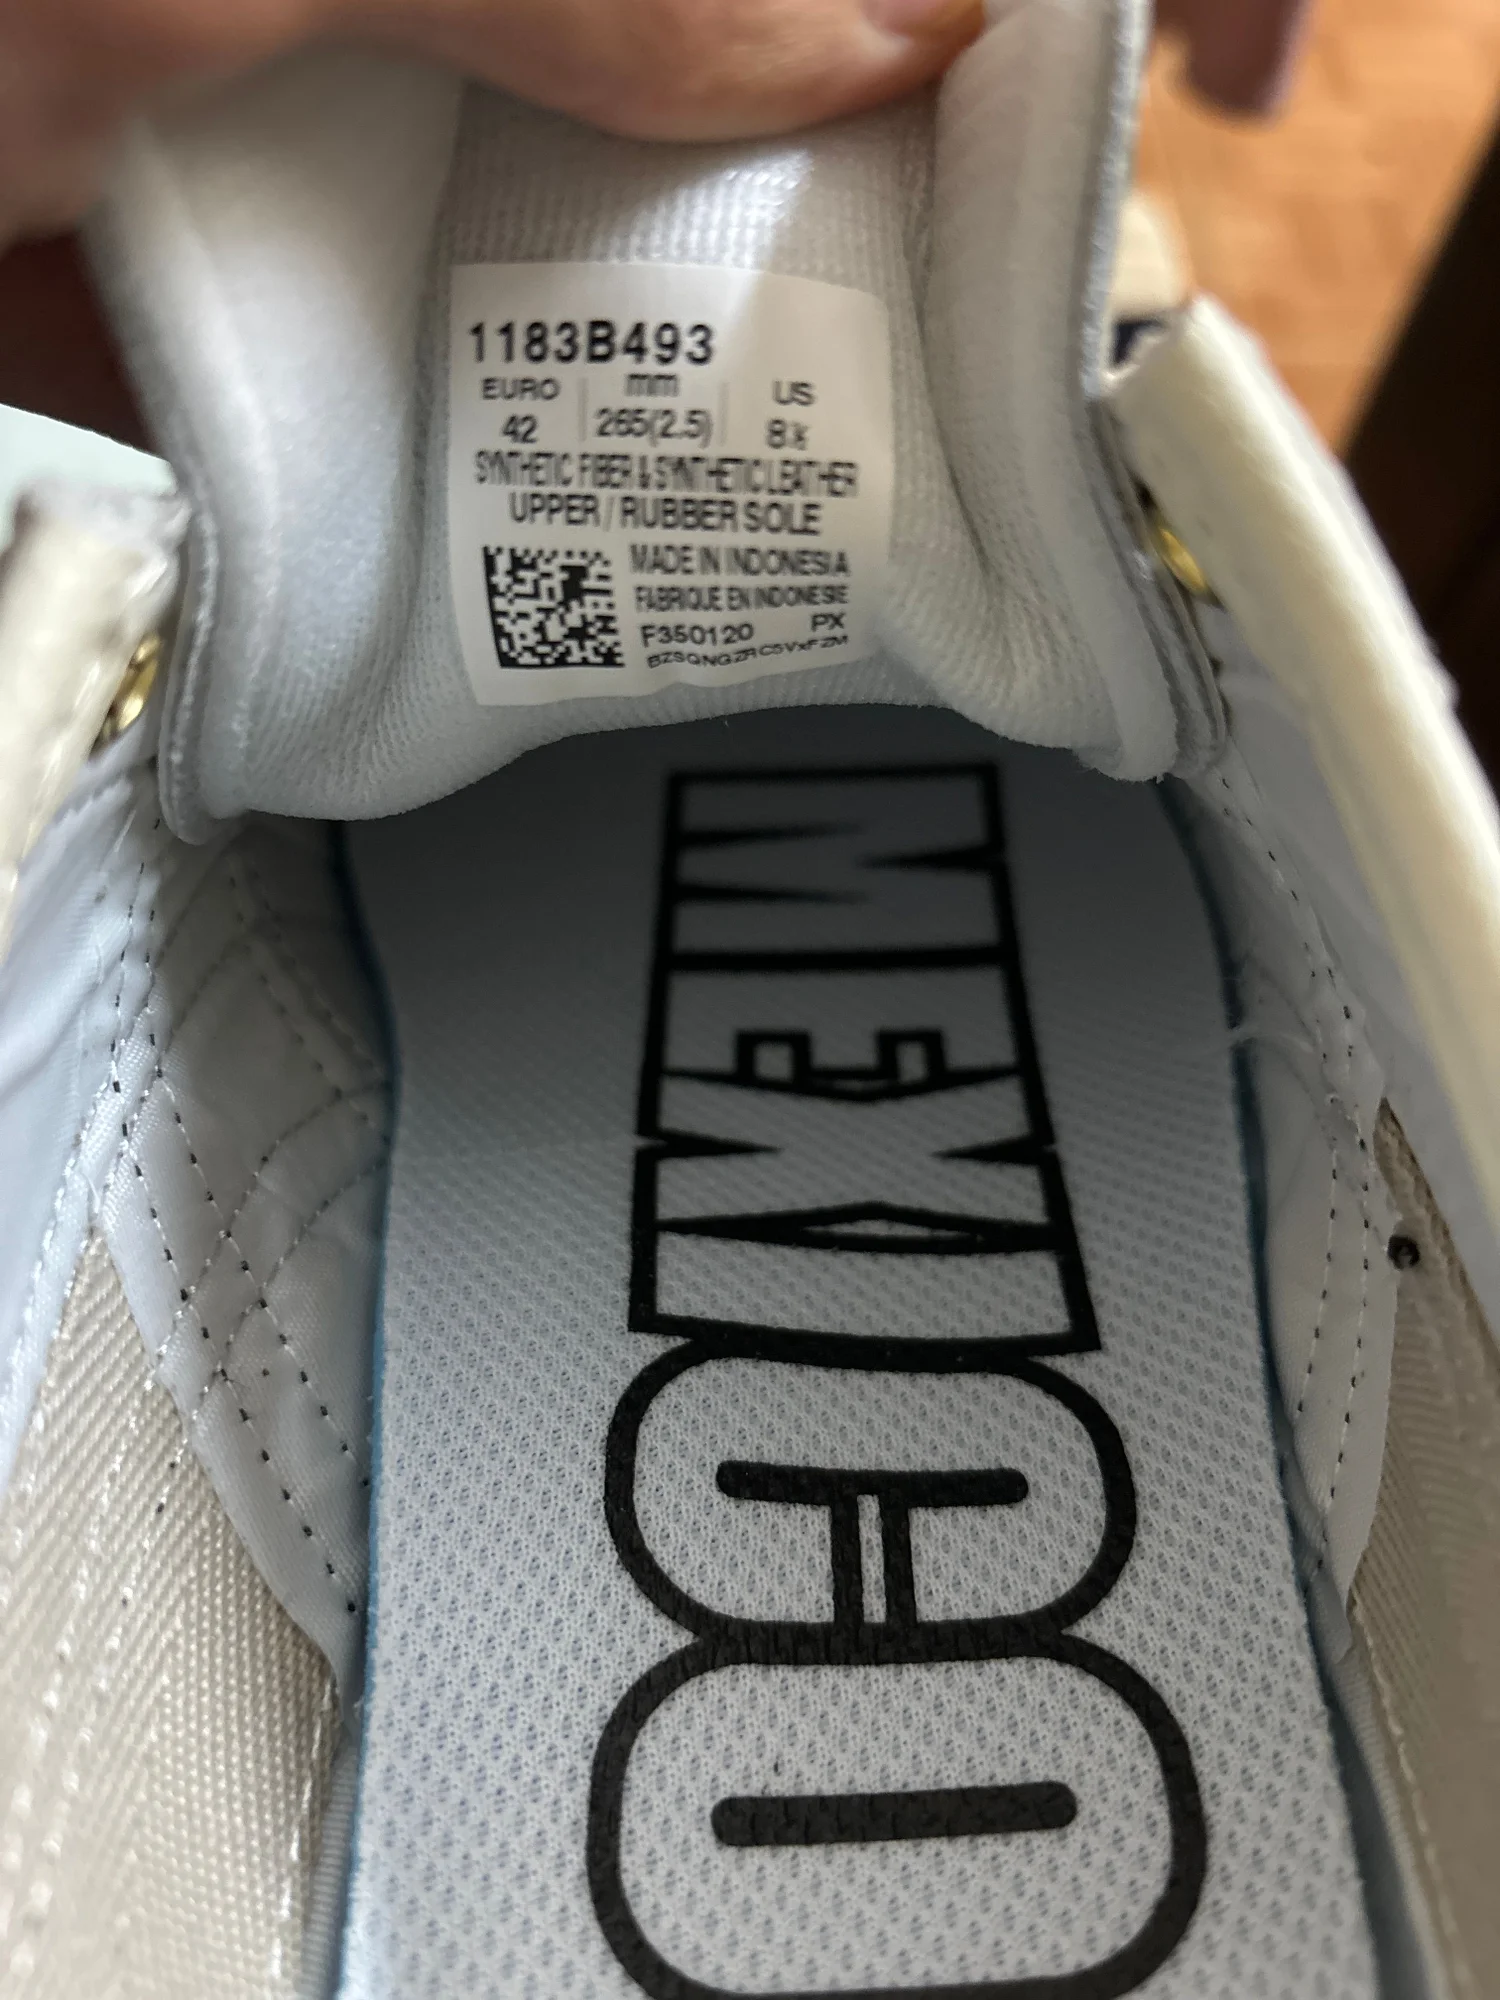 1183B493
EURO mm US
42 265(2.5) 8½
SYNTHETIC FIBER & SYNTHETIC LEATHER
UPPER / RUBBER SOLE
MADE IN INDONESIA
FABRIQUE EN INDONESIE
F350120 PX
MEXICO